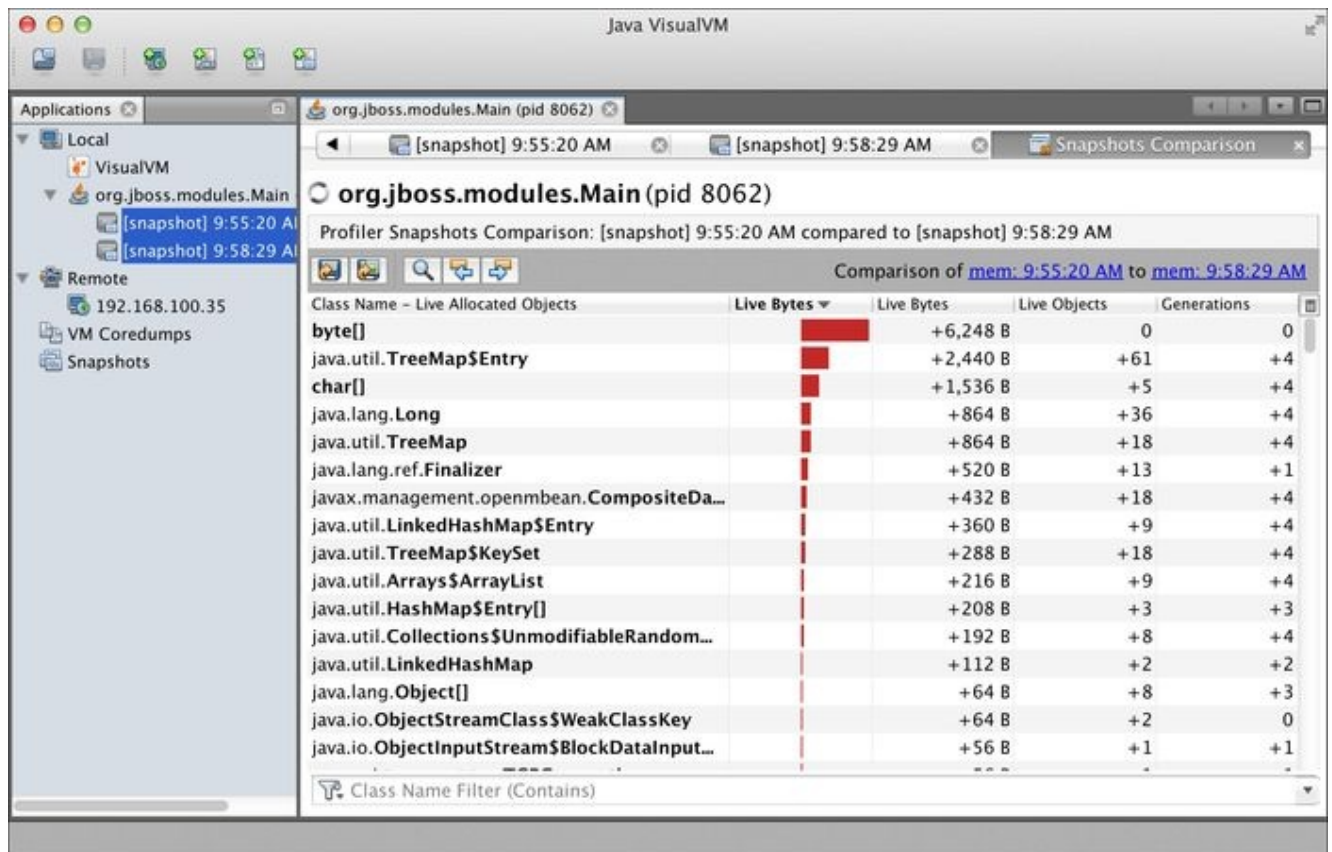 Java VisualVM
Applications
Local
VisualVM
org.jboss.modules.Main
[snapshot] 9:55:20 A
[snapshot] 9:58:29 A
Remote
192.168.100.35
VM Coredumps
Snapshots
org.jboss.modules.Main (pid 8062)
[snapshot] 9:55:20 AM [snapshot] 9:58:29 AM Snapshots Comparison
org.jboss.modules.Main (pid 8062)
Profiler Snapshots Comparison: [snapshot] 9:55:20 AM compared to [snapshot] 9:58:29 AM
Comparison of mem: 9:55:20 AM to mem: 9:58:29 AM
Class Name – Live Allocated Objects Live Bytes Live Bytes Live Objects Generations
byte[] +6,248 B 0 0
java.util.TreeMap$Entry +2,440 B +61 +4
char[] +1,536 B +5 +4
java.lang.Long +864 B +36 +4
java.util.TreeMap +864 B +18 +4
java.lang.ref.Finalizer +520 B +13 +1
javax.management.openmbean.CompositeDa... +432 B +18 +4
java.util.LinkedHashMap$Entry +360 B +9 +4
java.util.TreeMap$KeySet +288 B +18 +4
java.util.Arrays$ArrayList +216 B +9 +4
java.util.HashMap$Entry[] +208 B +3 +3
java.util.Collections$UnmodifiableRandom... +192 B +8 +4
java.util.LinkedHashMap +112 B +2 +2
java.lang.Object[] +64 B +8 +3
java.io.ObjectStreamClass$WeakClassKey +64 B +2 0
java.io.ObjectInputStream$BlockDataInput... +56 B +1 +1
Class Name Filter (Contains)